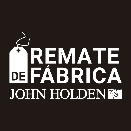 REMATE
DE FÁBRICA
JOHN HOLDEN